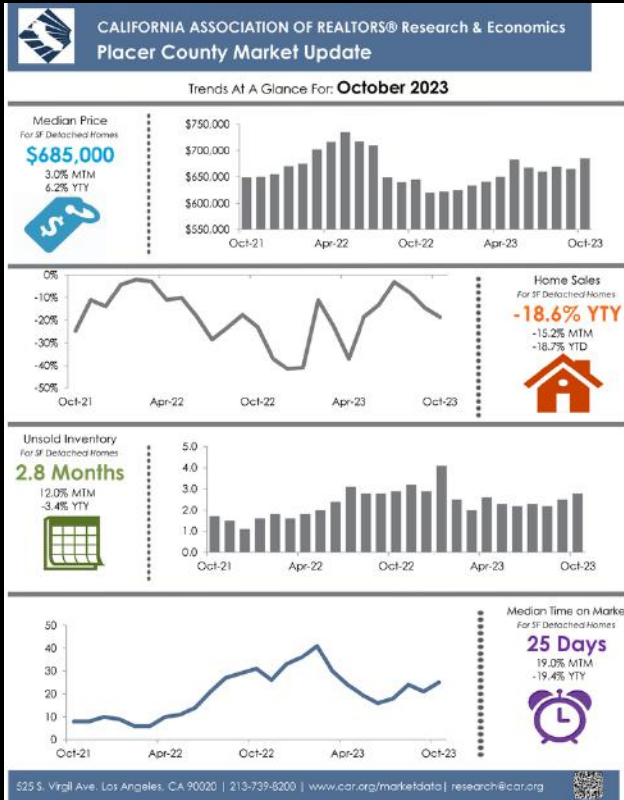 CALIFORNIA ASSOCIATION OF REALTORS® Research & Economics
Placer County Market Update
Trends At A Glance For: October 2023
Median Price
For SF Detached Homes
$685,000
3.0% MTM
6.2% YTY
$
$750,000
$700,000
$650,000
$600,000
$550,000
Oct-21 Apr-22 Oct-22 Apr-23 Oct-23
0%
-10%
-20%
-30%
-40%
-50%
Oct-21 Apr-22 Oct-22 Apr-23 Oct-23
Home Sales
For SF Detached Homes
-18.6% YTY
-15.2% MTM
-18.7% YTD
Unsold Inventory
For SF Detached Homes
2.8 Months
12.0% MTM
-3.4% YTY
5.0
4.0
3.0
2.0
1.0
0.0
Oct-21 Apr-22 Oct-22 Apr-23 Oct-23
50
40
30
20
10
0
Oct-21 Apr-22 Oct-22 Apr-23 Oct-23
Median Time on Marke
For SF Detached Homes
25 Days
19.0% MTM
-19.4% YTY
525 S. Virgil Ave. Los Angeles, CA 90020 | 213-739-8200 | www.car.org/marketdata| research@car.org